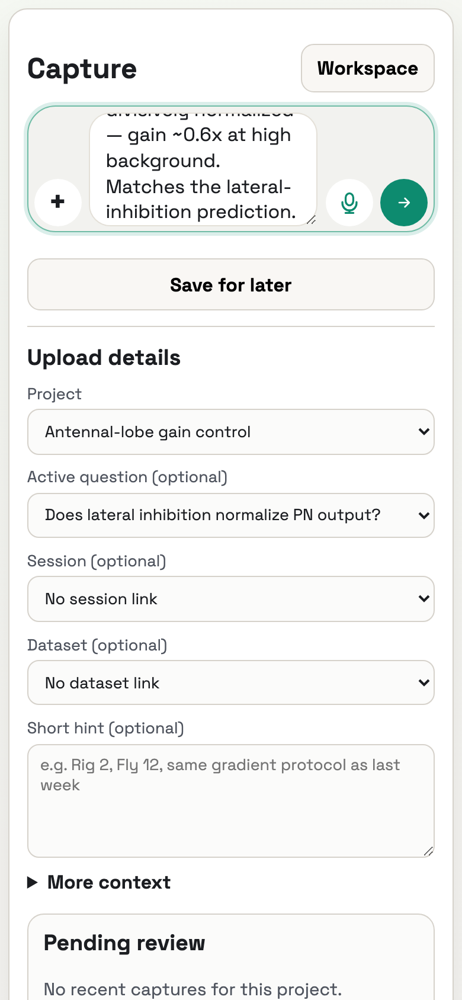 Capture
Workspace
divisively normalized
— gain ~0.6x at high
background.
Matches the lateral-
inhibition prediction.
Save for later
Upload details
Project
Antennal-lobe gain control
Active question (optional)
Does lateral inhibition normalize PN output?
Session (optional)
No session link
Dataset (optional)
No dataset link
Short hint (optional)
e.g. Rig 2, Fly 12, same gradient protocol as last
week
More context
Pending review
No recent captures for this project.